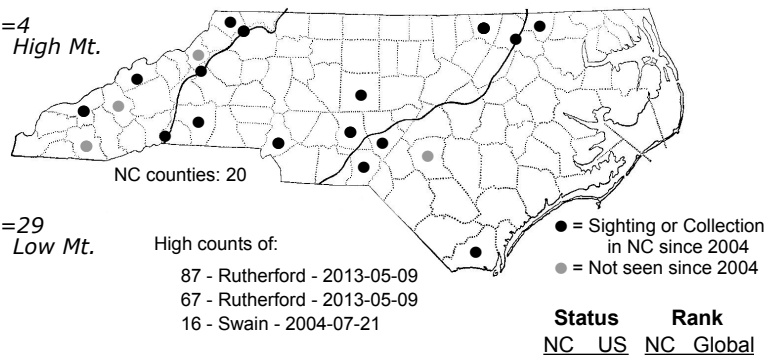 =4
High Mt.
NC counties: 20
=29
Low Mt.
High counts of:
87 - Rutherford - 2013-05-09
67 - Rutherford - 2013-05-09
16 - Swain - 2004-07-21
● = Sighting or Collection
in NC since 2004
● = Not seen since 2004
Status Rank
NC US NC Global